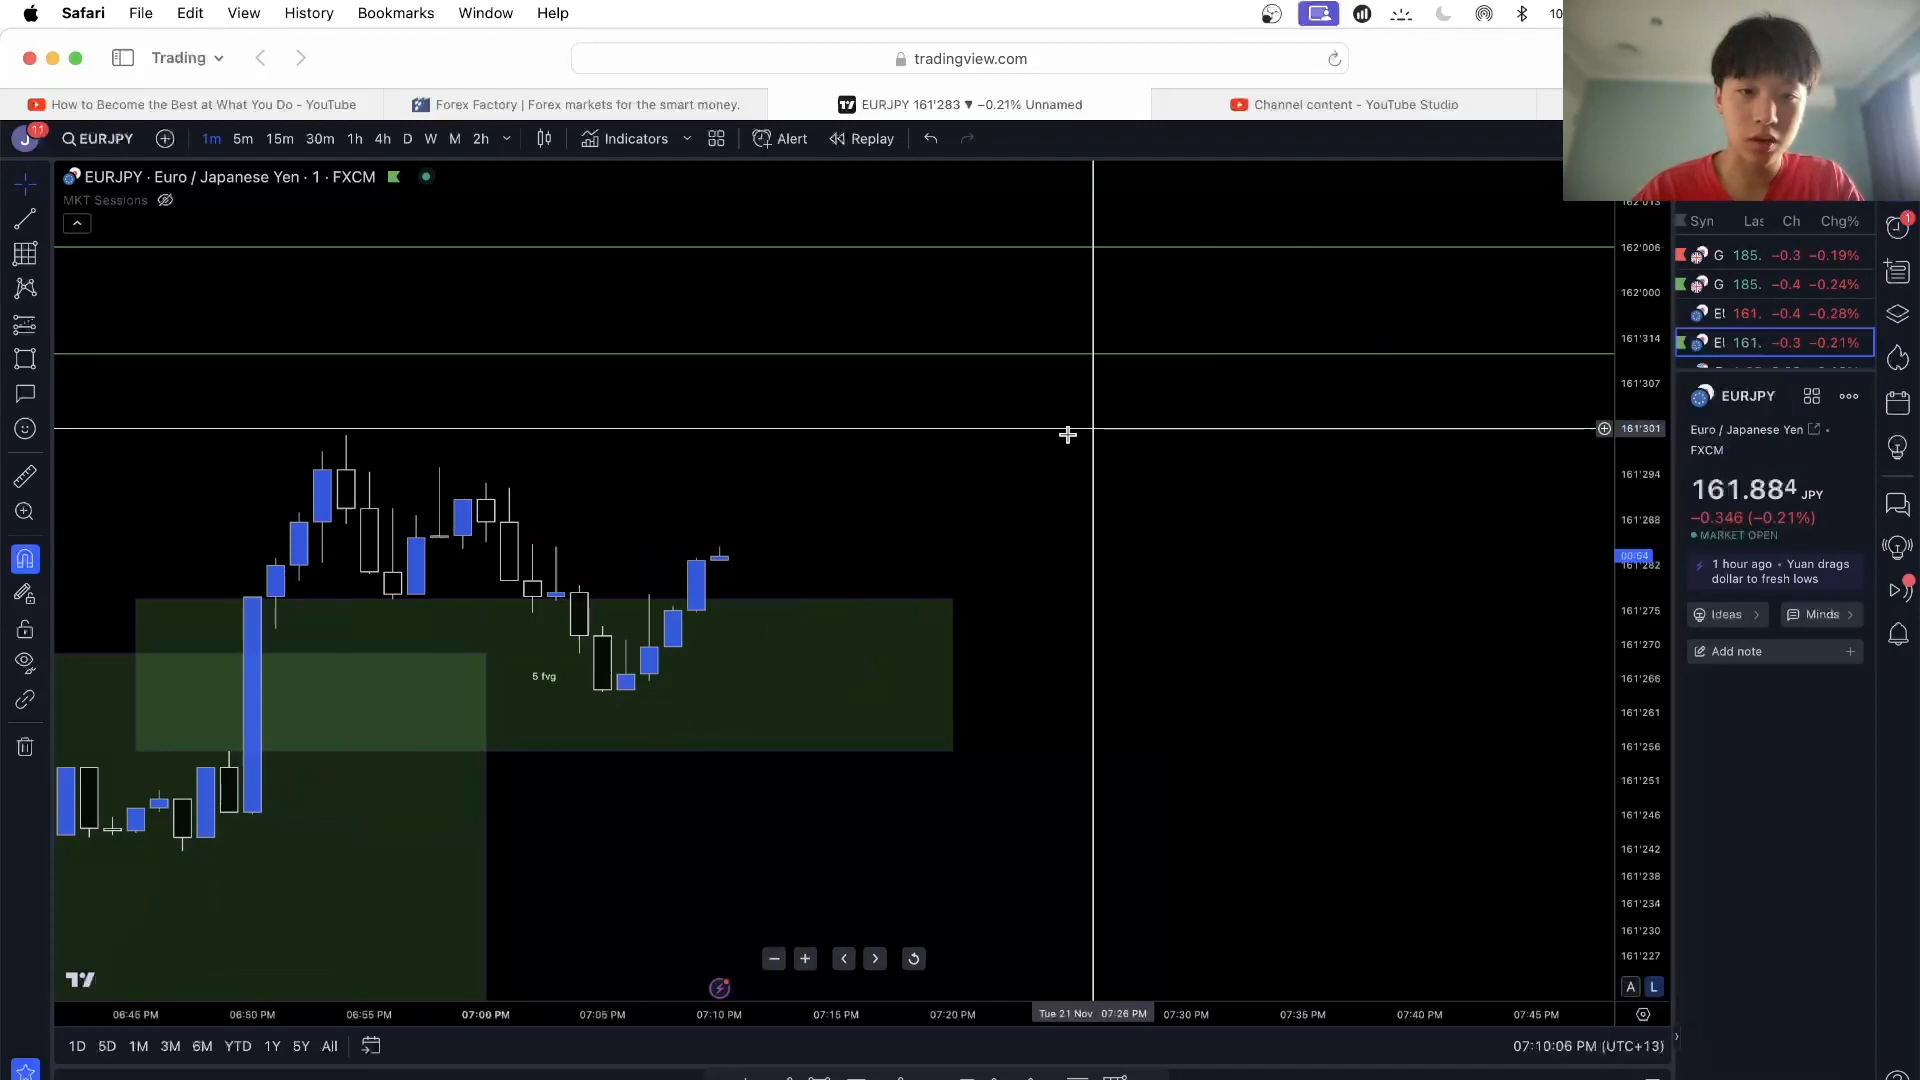 Safari File Edit View History Bookmarks Window Help
10
Trading
tradingview.com
How to Become the Best at What You Do - YouTube
Forex Factory | Forex markets for the smart money.
EURJPY 161'283 ▼ −0.21% Unnamed
Channel content - YouTube Studio
J 11 EURJPY 1m 5m 15m 30m 1h 4h D W M 2h Indicators Alert Replay
EURJPY · Euro / Japanese Yen · 1 · FXCM
MKT Sessions
5 fvg
162'013
162'006
162'000
161'314
161'307
161'301
161'294
161'288
00:54
161'282
161'275
161'270
161'266
161'261
161'256
161'251
161'246
161'242
161'238
161'234
161'230
161'227
A L
06:45 PM 06:50 PM 06:55 PM 07:00 PM 07:05 PM 07:10 PM 07:15 PM 07:20 PM Tue 21 Nov 07:26 PM 07:30 PM 07:35 PM 07:40 PM 07:45 PM
1D 5D 1M 3M 6M YTD 1Y 5Y All
07:10:06 PM (UTC+13)
Syn Las Ch Chg%
G 185. −0.3 −0.19%
G 185. −0.4 −0.24%
161. −0.4 −0.28%
161. −0.3 −0.21%
1
EURJPY
Euro / Japanese Yen
FXCM
161.884 JPY
−0.346 (−0.21%)
MARKET OPEN
1 hour ago • Yuan drags
dollar to fresh lows
Ideas
Minds
Add note